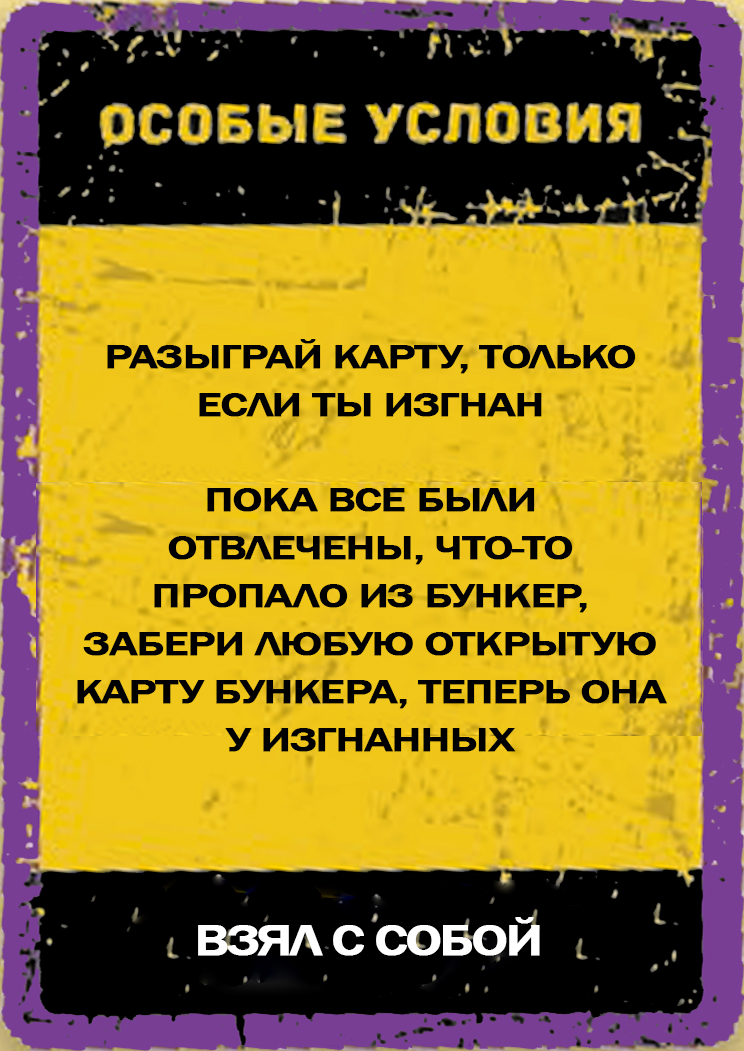 ОСОБЫЕ УСЛОВИЯ
РАЗЫГРАЙ КАРТУ, ТОЛЬКО
ЕСЛИ ТЫ ИЗГНАН
ПОКА ВСЕ БЫЛИ
ОТВЛЕЧЕНЫ, ЧТО-ТО
ПРОПАЛО ИЗ БУНКЕР,
ЗАБЕРИ ЛЮБУЮ ОТКРЫТУЮ
КАРТУ БУНКЕРА, ТЕПЕРЬ ОНА
У ИЗГНАННЫХ
ВЗЯЛ С СОБОЙ